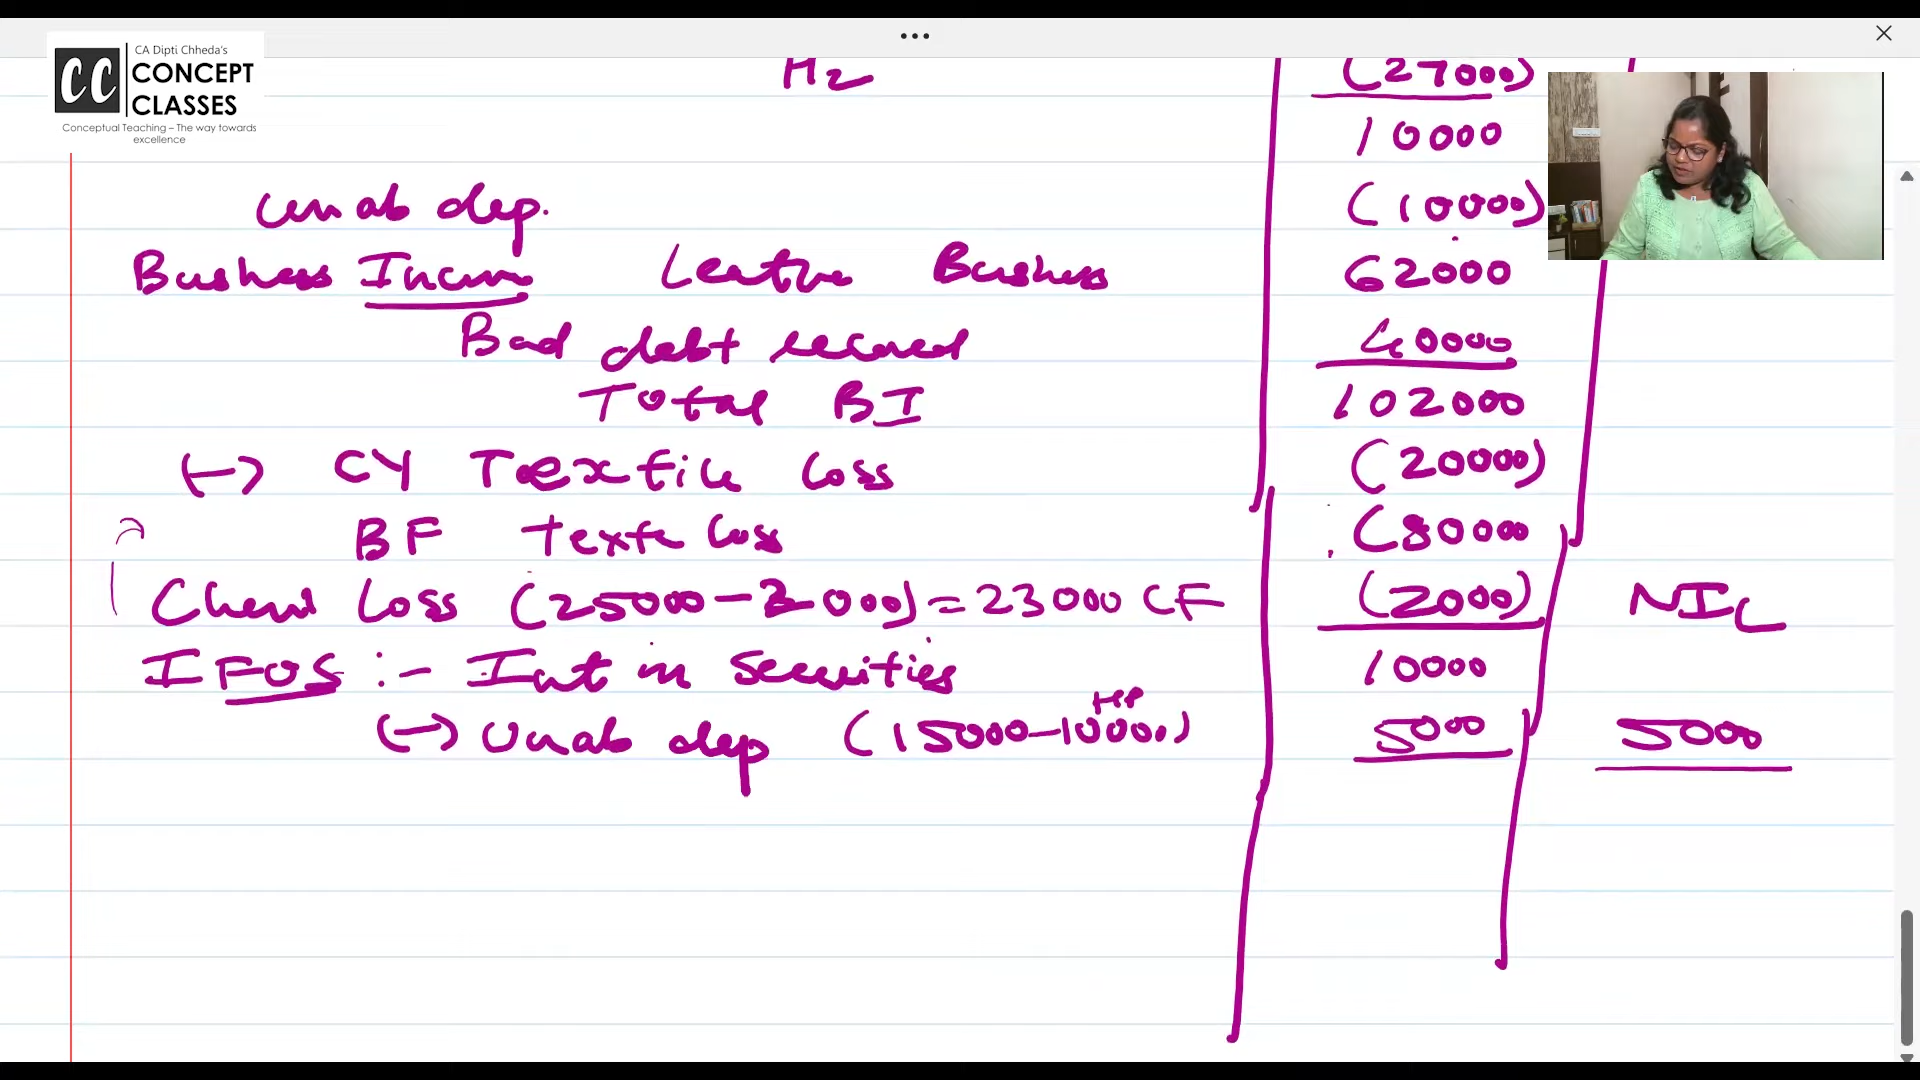 CC
CA Dipti Chheda's
CONCEPT
CLASSES
Conceptual Teaching – The way towards
excellence
H2 (27000)
10000
unab dep. (10000)
Business Income Leather Business 62000
Bad debt recovered 40000
Total BI 102000
(-) CY Textile Loss (20000)
BF Texte Loss (80000
Chem Loss (25000-2000) = 23000 CF (2000) NIL
IFOS :- Int in Securities 10000
HP
(-) Unab dep (15000-10000) 5000 5000